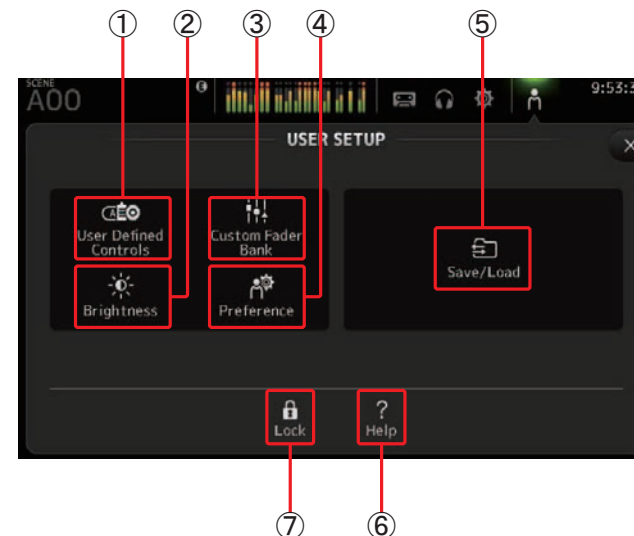 ① ② ③ ④ ⑤
SCENE
A00
E
9:53:3
USER SETUP
User Defined
Controls
Custom Fader
Bank
Save/Load
Brightness
Preference
Lock
?
Help
⑦ ⑥